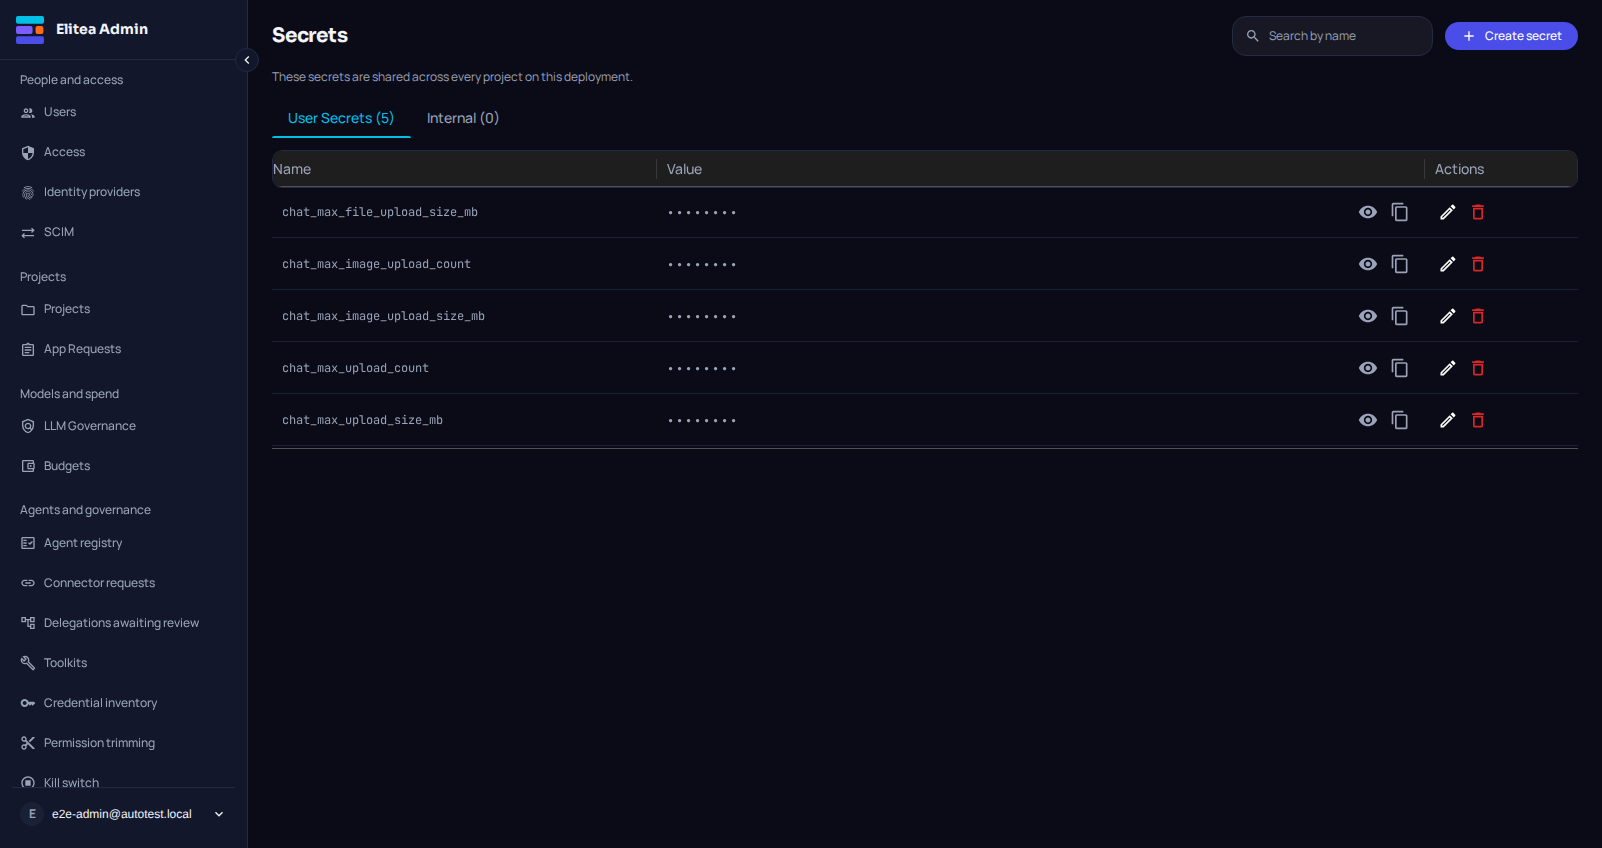 Elitea Admin
People and access
Users
Access
Identity providers
SCIM
Projects
Projects
App Requests
Models and spend
LLM Governance
Budgets
Agents and governance
Agent registry
Connector requests
Delegations awaiting review
Toolkits
Credential inventory
Permission trimming
Kill switch
E e2e-admin@autotest.local
Secrets
Search by name
Create secret
These secrets are shared across every project on this deployment.
User Secrets (5) Internal (0)
Name Value Actions
chat_max_file_upload_size_mb ••••••••
chat_max_image_upload_count ••••••••
chat_max_image_upload_size_mb ••••••••
chat_max_upload_count ••••••••
chat_max_upload_size_mb ••••••••